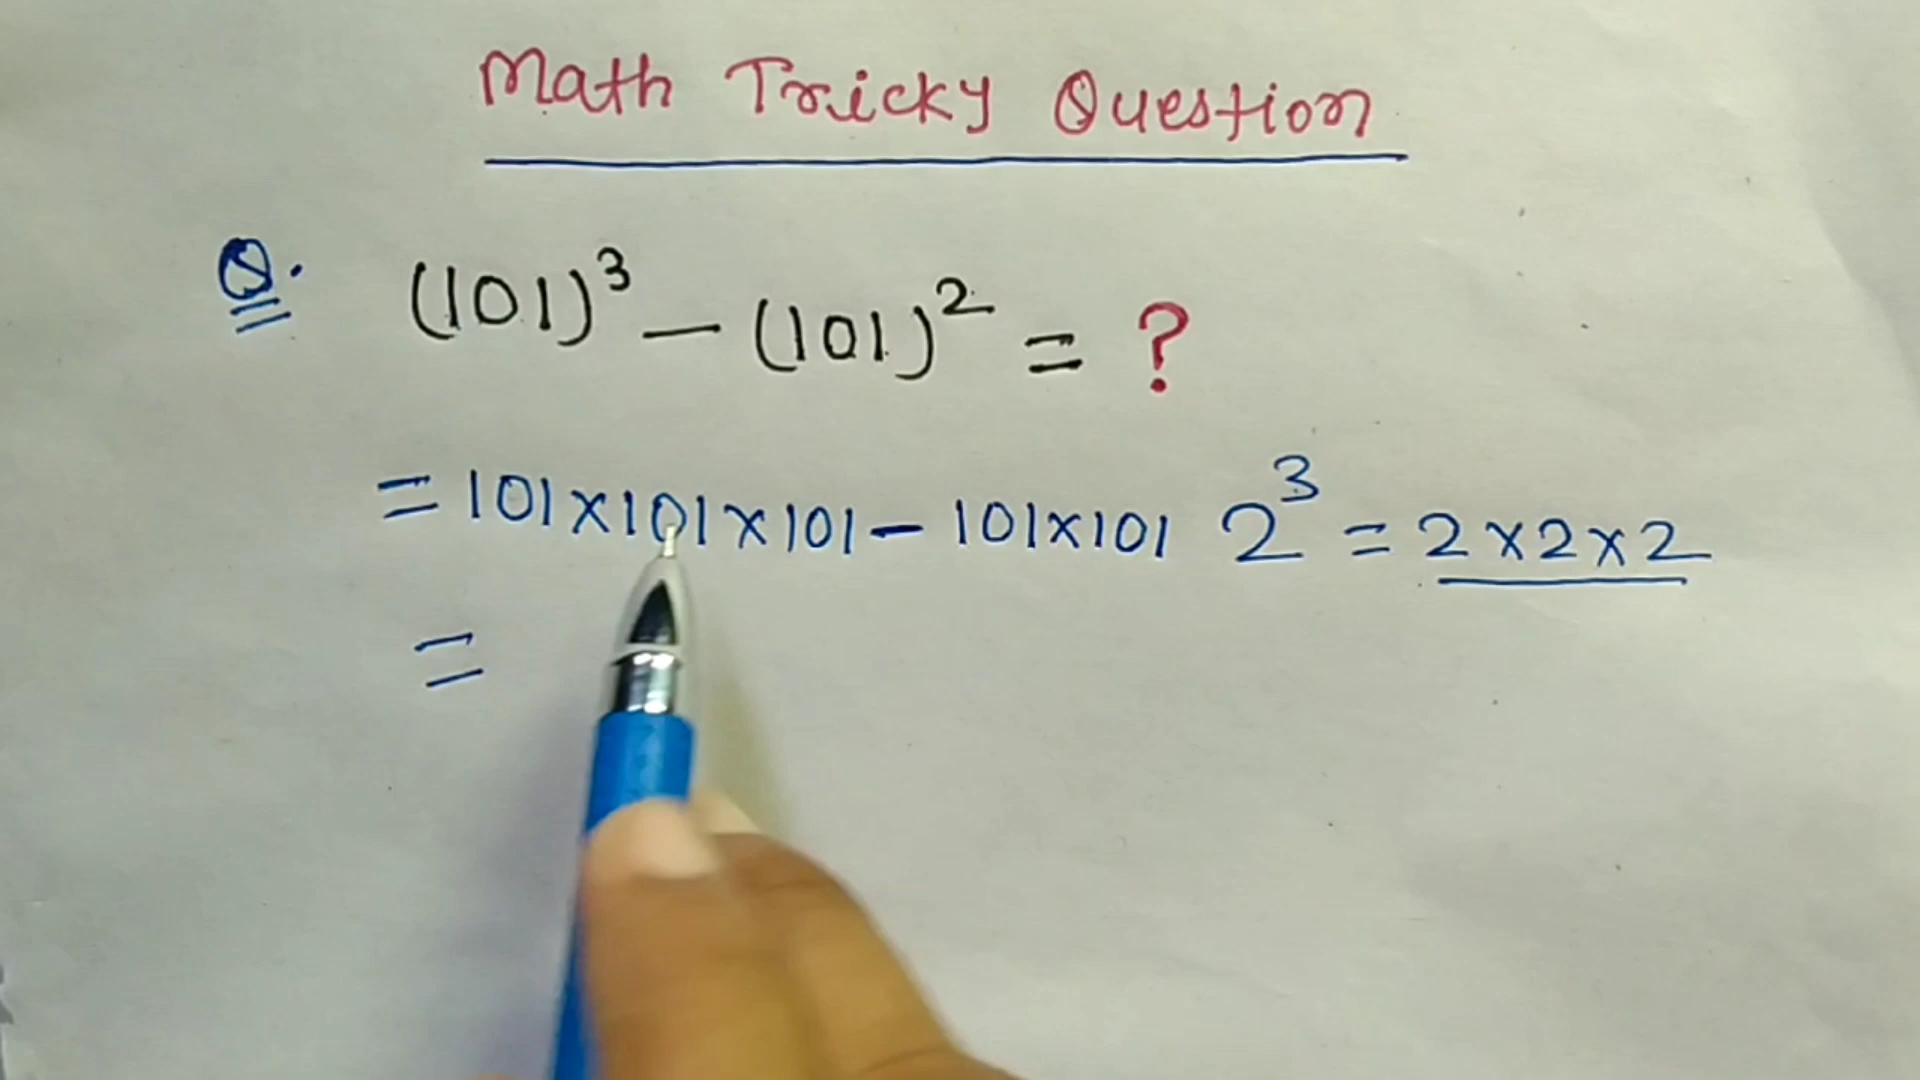 Math Tricky Question
Q. (101)³ – (101)² = ?
= 101×101×101 – 101×101 2³ = 2×2×2
=